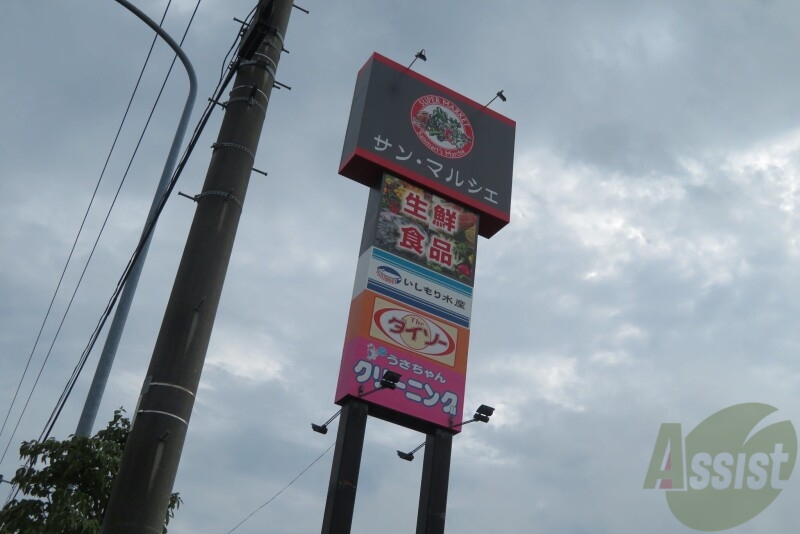 SUPER MARKET
サン・マルシェ
生鮮
食品
いしもり水産
The
ダイソー
うさちゃん
クリーニング
Assist